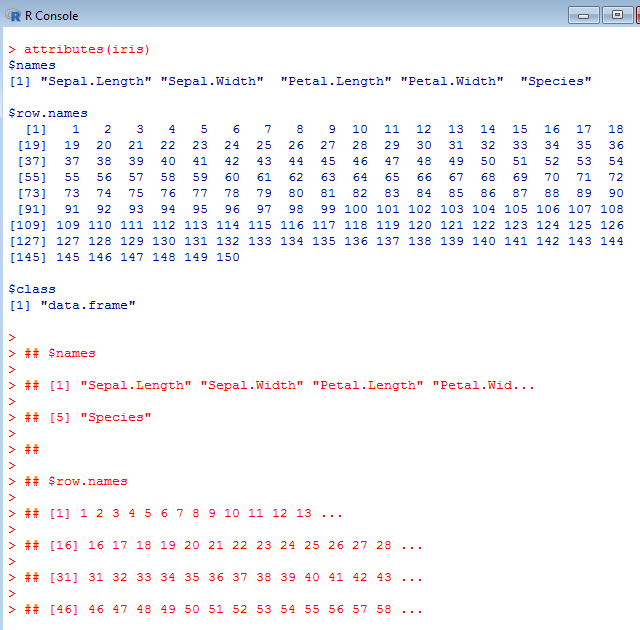 R Console
> attributes(iris)
$names
[1] "Sepal.Length" "Sepal.Width"  "Petal.Length" "Petal.Width"  "Species"
$row.names
  [1]   1   2   3   4   5   6   7   8   9  10  11  12  13  14  15  16  17  18
 [19]  19  20  21  22  23  24  25  26  27  28  29  30  31  32  33  34  35  36
 [37]  37  38  39  40  41  42  43  44  45  46  47  48  49  50  51  52  53  54
 [55]  55  56  57  58  59  60  61  62  63  64  65  66  67  68  69  70  71  72
 [73]  73  74  75  76  77  78  79  80  81  82  83  84  85  86  87  88  89  90
 [91]  91  92  93  94  95  96  97  98  99 100 101 102 103 104 105 106 107 108
[109] 109 110 111 112 113 114 115 116 117 118 119 120 121 122 123 124 125 126
[127] 127 128 129 130 131 132 133 134 135 136 137 138 139 140 141 142 143 144
[145] 145 146 147 148 149 150
$class
[1] "data.frame"
>
> ## $names
>
> ## [1] "Sepal.Length" "Sepal.Width" "Petal.Length" "Petal.Wid...
>
> ## [5] "Species"
>
> ##
>
> ## $row.names
>
> ## [1] 1 2 3 4 5 6 7 8 9 10 11 12 13 ...
>
> ## [16] 16 17 18 19 20 21 22 23 24 25 26 27 28 ...
>
> ## [31] 31 32 33 34 35 36 37 38 39 40 41 42 43 ...
>
> ## [46] 46 47 48 49 50 51 52 53 54 55 56 57 58 ...